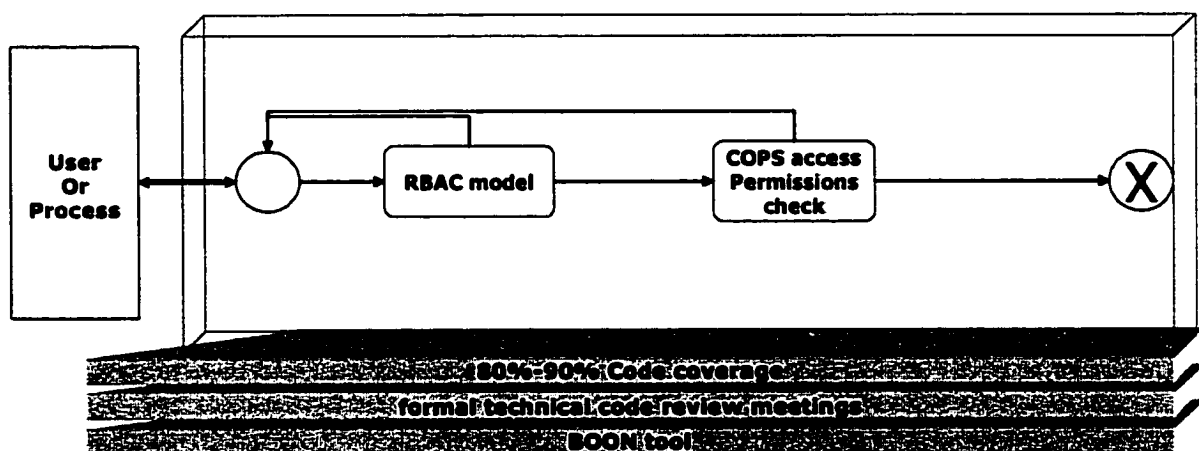 User
Or
Process
RBAC model
COPS access
Permissions
check
X
80%-90% Code coverage
formal technical code review meetings
BOON tool